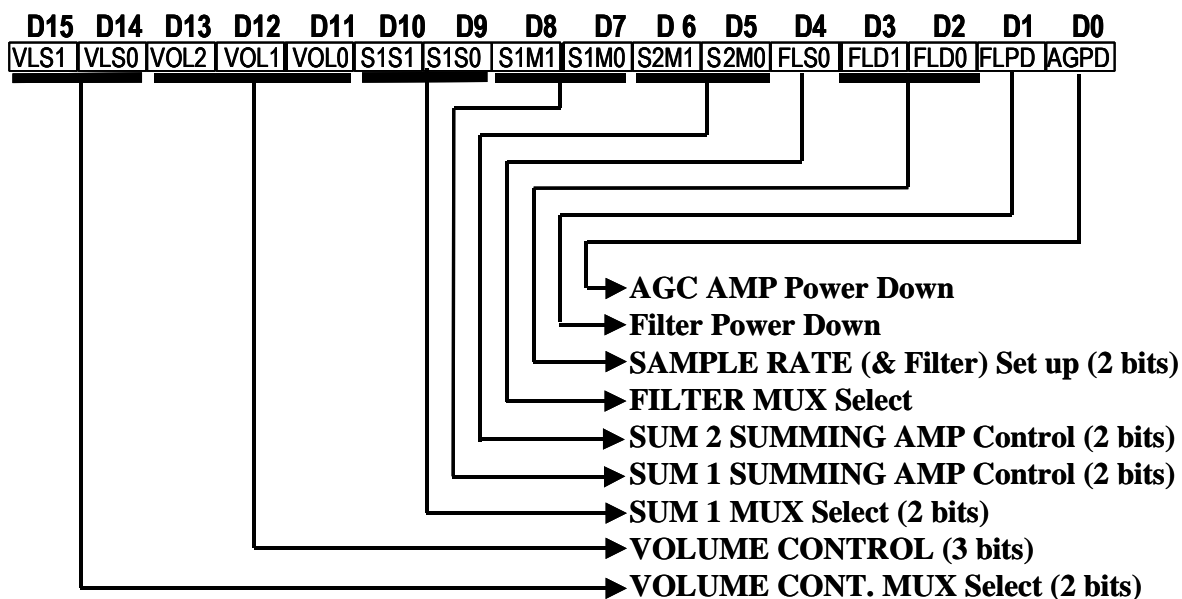 D15 D14 D13 D12 D11 D10 D9 D8 D7 D 6 D5 D4 D3 D2 D1 D0
VLS1 VLS0 VOL2 VOL1 VOL0 S1S1 S1S0 S1M1 S1M0 S2M1 S2M0 FLS0 FLD1 FLD0 FLPD AGPD
AGC AMP Power Down
Filter Power Down
SAMPLE RATE (& Filter) Set up (2 bits)
FILTER MUX Select
SUM 2 SUMMING AMP Control (2 bits)
SUM 1 SUMMING AMP Control (2 bits)
SUM 1 MUX Select (2 bits)
VOLUME CONTROL (3 bits)
VOLUME CONT. MUX Select (2 bits)